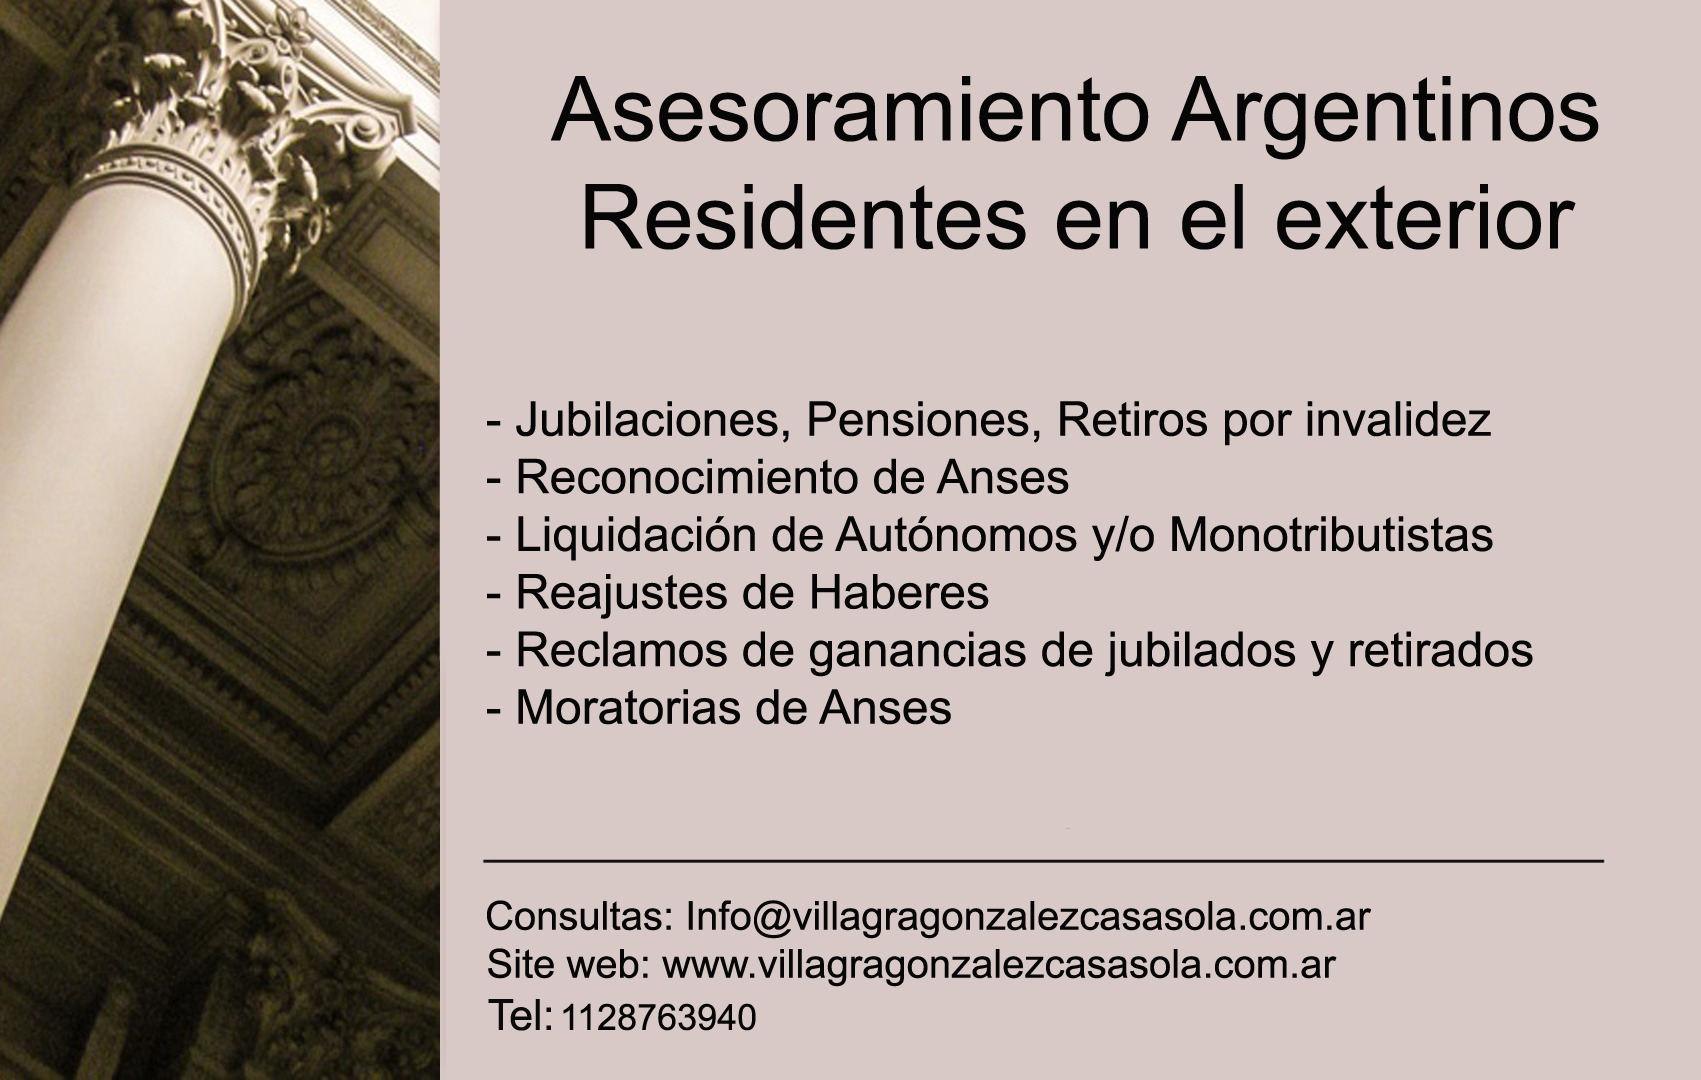 Asesoramiento Argentinos
Residentes en el exterior
- Jubilaciones, Pensiones, Retiros por invalidez
- Reconocimiento de Anses
- Liquidación de Autónomos y/o Monotributistas
- Reajustes de Haberes
- Reclamos de ganancias de jubilados y retirados
- Moratorias de Anses
Consultas: Info@villagragonzalezcasasola.com.ar
Site web: www.villagragonzalezcasasola.com.ar
Tel: 1128763940